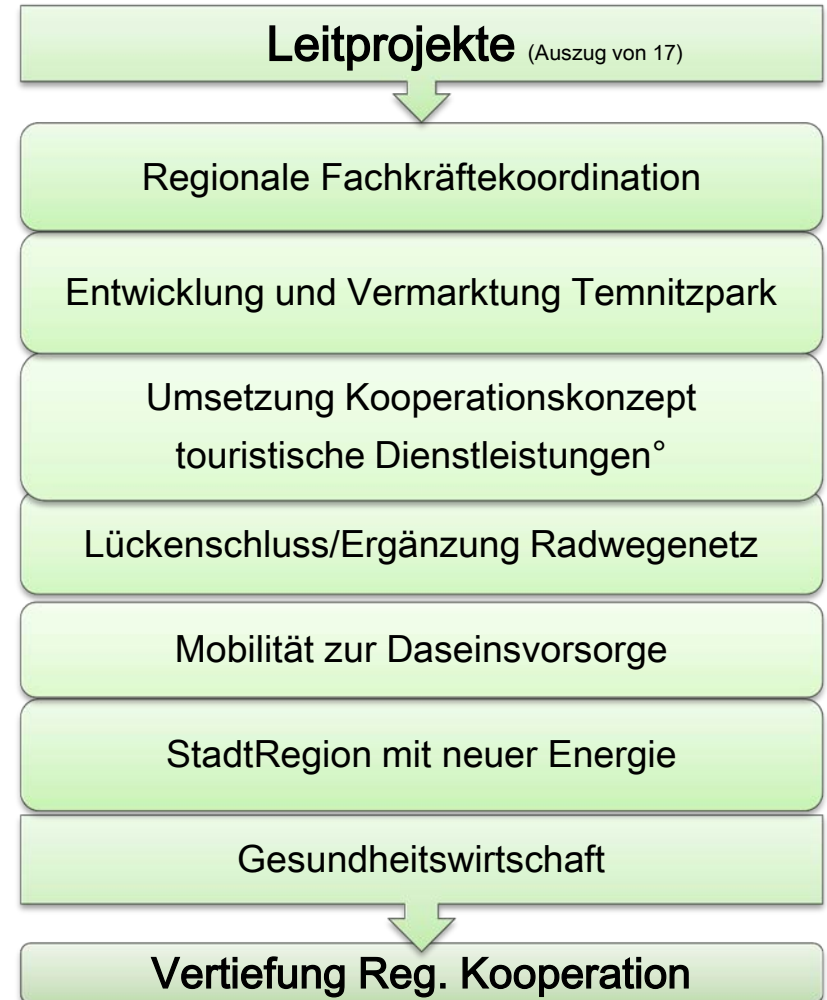 Leitprojekte (Auszug von 17)
Regionale Fachkräftekoordination
Entwicklung und Vermarktung Temnitzpark
Umsetzung Kooperationskonzept
touristische Dienstleistungen°
Lückenschluss/Ergänzung Radwegenetz
Mobilität zur Daseinsvorsorge
StadtRegion mit neuer Energie
Gesundheitswirtschaft
Vertiefung Reg. Kooperation